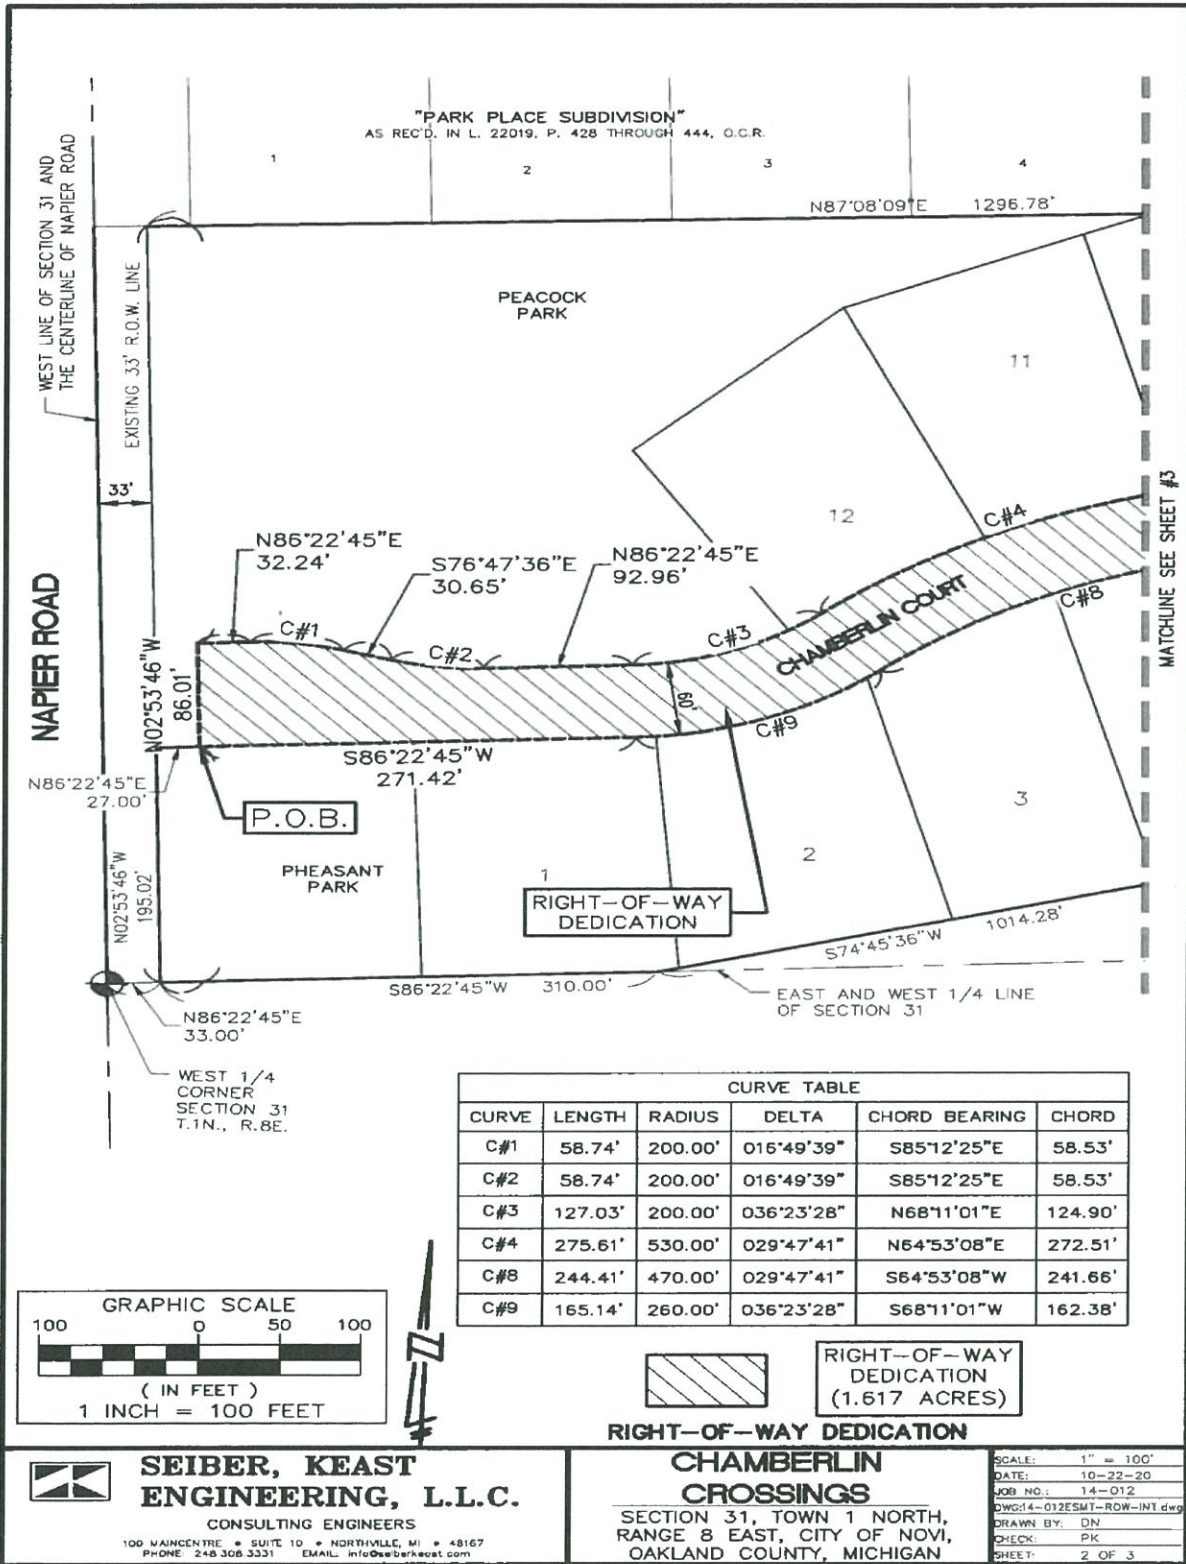 "PARK PLACE SUBDIVISION"
AS REC'D. IN L. 22019, P. 428 THROUGH 444, O.C.R.
1
2
3
4
N87°08'09"E 1296.78'
WEST LINE OF SECTION 31 AND
THE CENTERLINE OF NAPIER ROAD
EXISTING 33' R.O.W. LINE
PEACOCK
PARK
11
12
33'
MATCHLINE SEE SHEET #3
NAPIER ROAD
N86°22'45"E
32.24'
S76°47'36"E
30.65'
N86°22'45"E
92.96'
C#4
C#8
C#1
C#2
C#3
CHAMBERLIN COURT
60'
C#9
N02°53'46"W
86.01'
S86°22'45"W
271.42'
N86°22'45"E
27.00'
P.O.B.
N02°53'46"W
195.02'
PHEASANT
PARK
1
2
3
RIGHT-OF-WAY
DEDICATION
S74°45'36"W 1014.28'
S86°22'45"W 310.00'
EAST AND WEST 1/4 LINE
OF SECTION 31
N86°22'45"E
33.00'
WEST 1/4
CORNER
SECTION 31
T.1N., R.8E.
CURVE TABLE
CURVE LENGTH RADIUS DELTA CHORD BEARING CHORD
C#1 58.74' 200.00' 016°49'39" S85°12'25"E 58.53'
C#2 58.74' 200.00' 016°49'39" S85°12'25"E 58.53'
C#3 127.03' 200.00' 036°23'28" N68°11'01"E 124.90'
C#4 275.61' 530.00' 029°47'41" N64°53'08"E 272.51'
C#8 244.41' 470.00' 029°47'41" S64°53'08"W 241.66'
C#9 165.14' 260.00' 036°23'28" S68°11'01"W 162.38'
GRAPHIC SCALE
100 0 50 100
( IN FEET )
1 INCH = 100 FEET
RIGHT-OF-WAY
DEDICATION
(1.617 ACRES)
RIGHT-OF-WAY DEDICATION
SEIBER, KEAST
ENGINEERING, L.L.C.
CONSULTING ENGINEERS
100 MAINCENTRE • SUITE 10 • NORTHVILLE, MI • 48167
PHONE: 248.308.3331 EMAIL: info@seiberkeast.com
CHAMBERLIN
CROSSINGS
SECTION 31, TOWN 1 NORTH,
RANGE 8 EAST, CITY OF NOVI,
OAKLAND COUNTY, MICHIGAN
SCALE: 1" = 100'
DATE: 10-22-20
JOB NO.: 14-012
DWG:14-012ESMT-ROW-INT.dwg
DRAWN BY: DN
CHECK: PK
SHEET: 2 OF 3